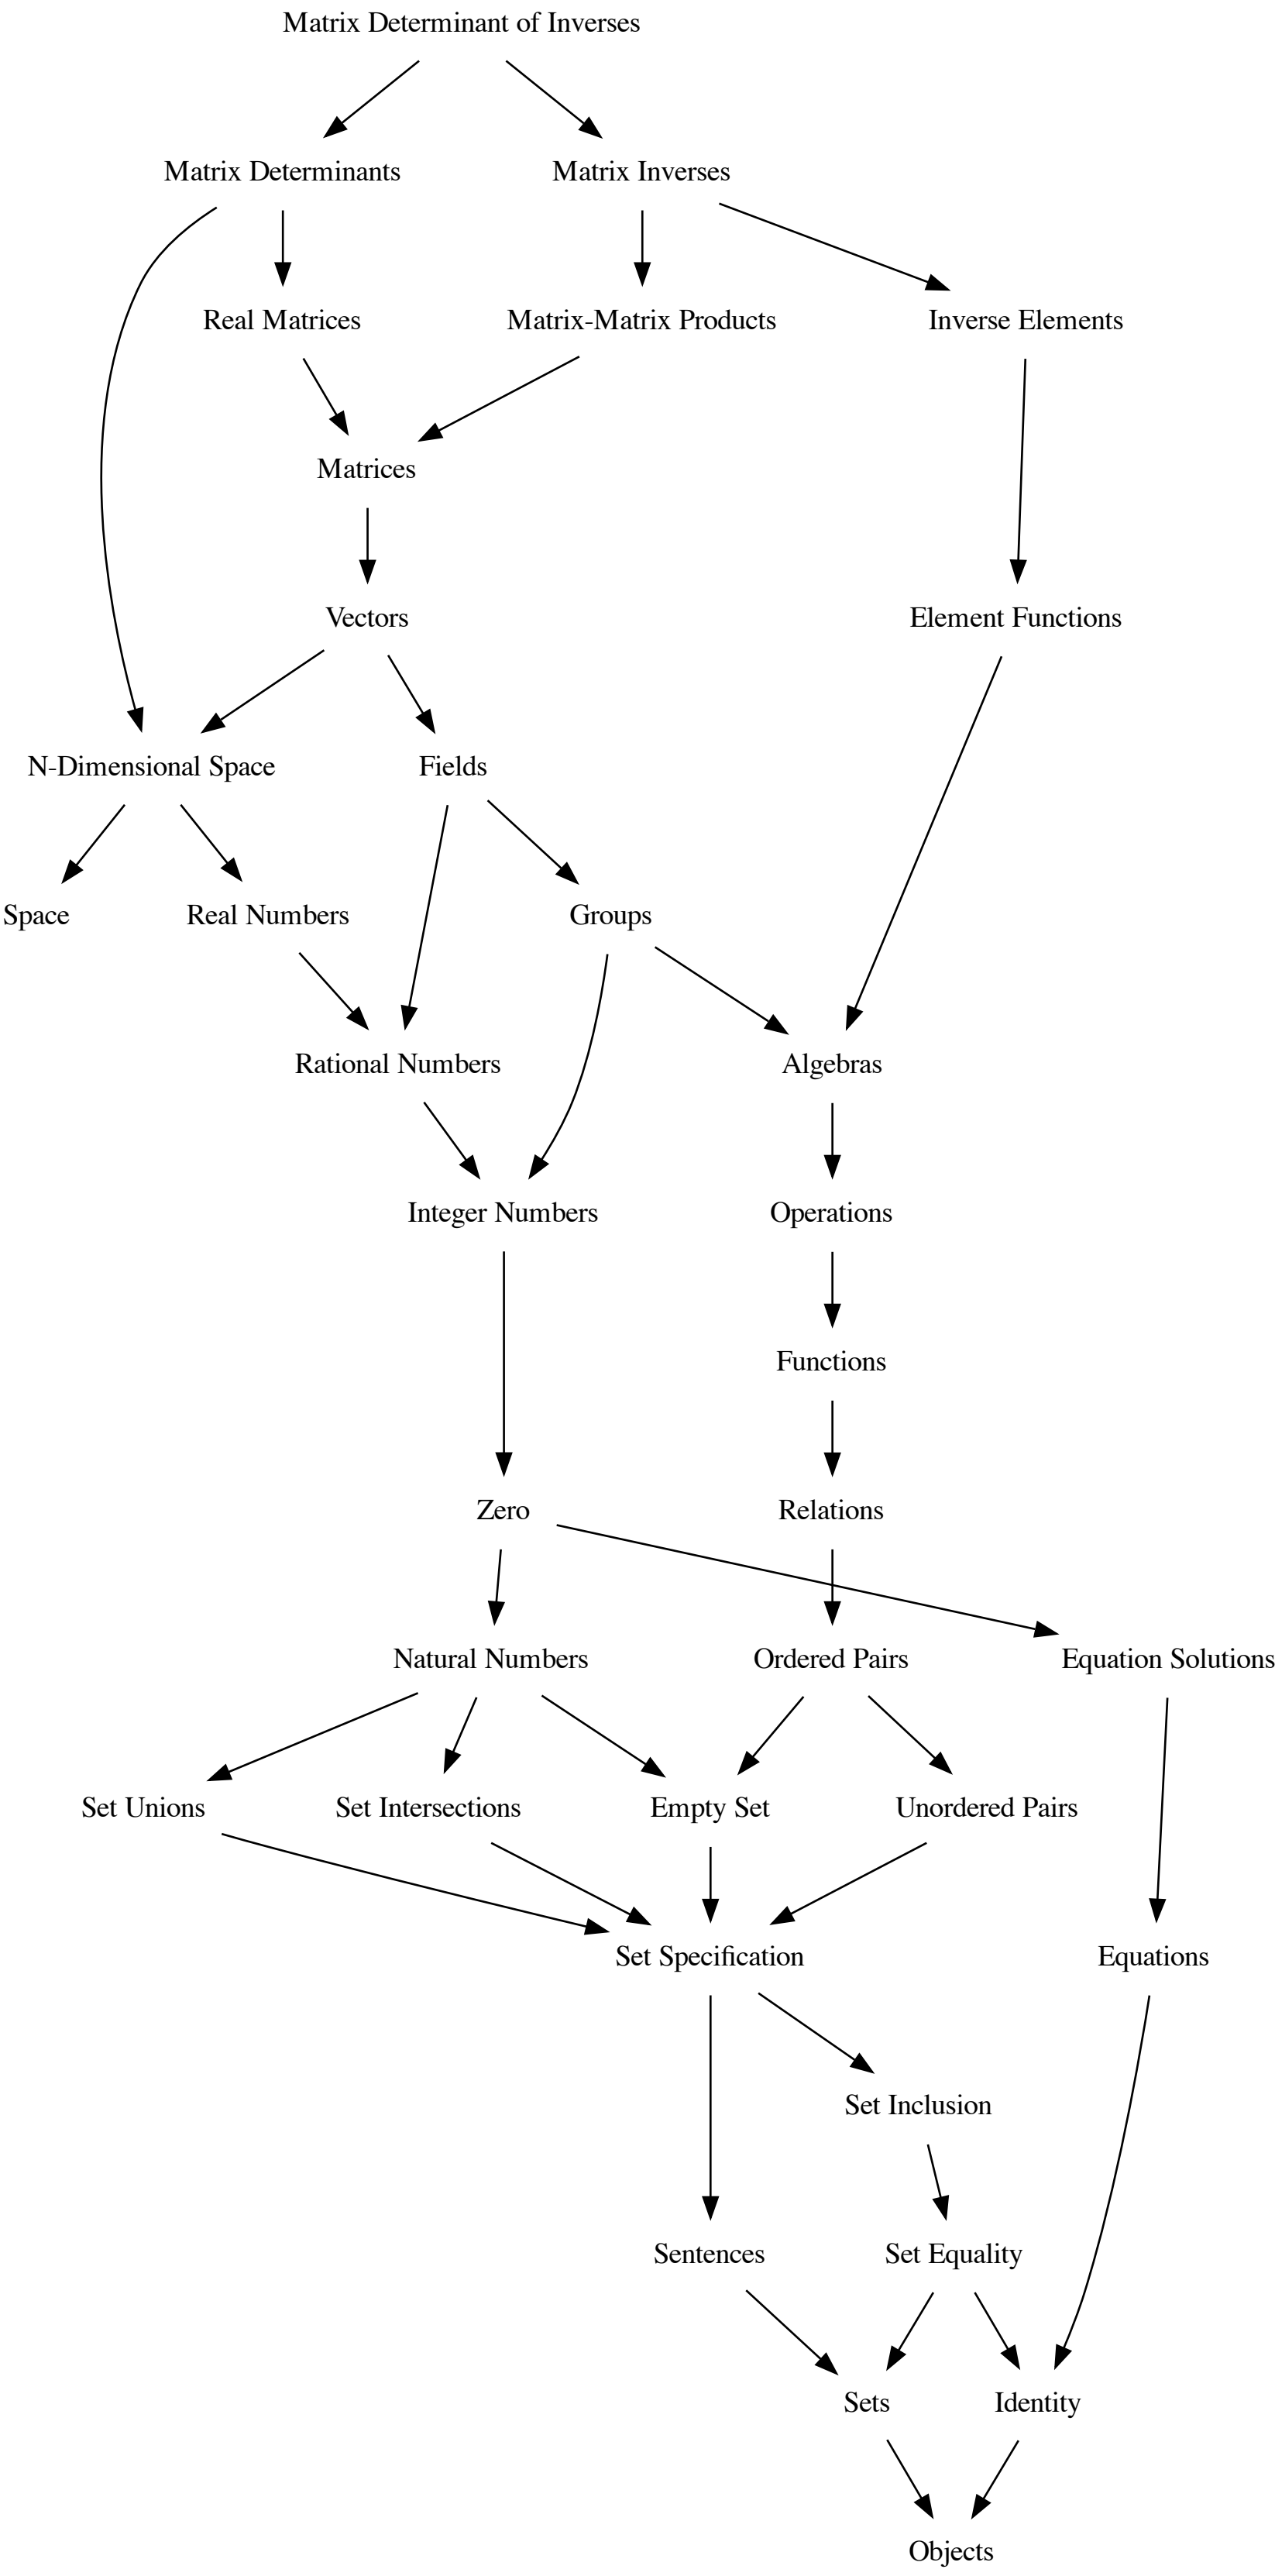 Matrix Determinant of Inverses
Matrix Determinants
Matrix Inverses
Real Matrices
Matrix-Matrix Products
Inverse Elements
Matrices
Vectors
Element Functions
N-Dimensional Space
Fields
Space
Real Numbers
Groups
Rational Numbers
Algebras
Integer Numbers
Operations
Functions
Zero
Relations
Natural Numbers
Ordered Pairs
Equation Solutions
Set Unions
Set Intersections
Empty Set
Unordered Pairs
Set Specification
Equations
Set Inclusion
Sentences
Set Equality
Sets
Identity
Objects